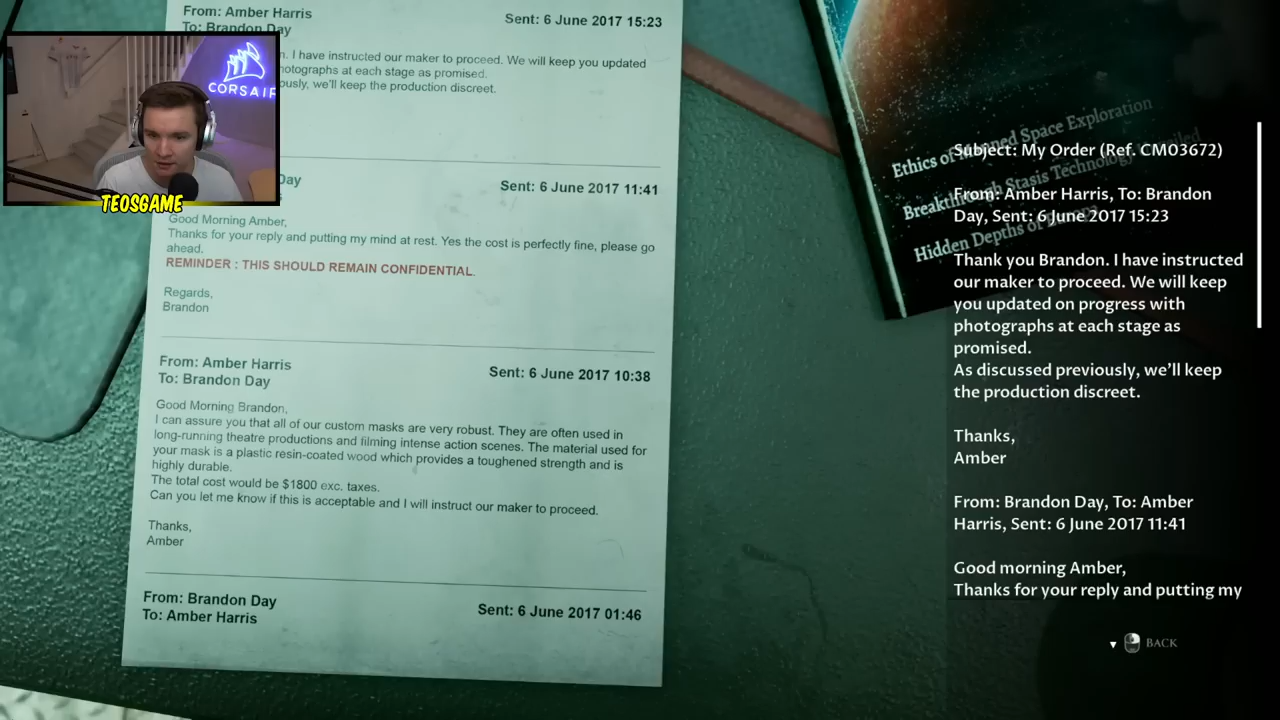 From: Amber Harris
To: Brandon Day
Sent: 6 June 2017 15:23
I have instructed our maker to proceed. We will keep you updated
photographs at each stage as promised.
we'll keep the production discreet.
CORSAIR
TEOSGAME
Day
Sent: 6 June 2017 11:41
Good Morning Amber,
Thanks for your reply and putting my mind at rest. Yes the cost is perfectly fine, please go
ahead.
REMINDER : THIS SHOULD REMAIN CONFIDENTIAL.
Regards,
Brandon
From: Amber Harris
To: Brandon Day
Sent: 6 June 2017 10:38
Good Morning Brandon,
I can assure you that all of our custom masks are very robust. They are often used in
long-running theatre productions and filming intense action scenes. The material used for
your mask is a plastic resin-coated wood which provides a toughened strength and is
highly durable.
The total cost would be $1800 exc. taxes.
Can you let me know if this is acceptable and I will instruct our maker to proceed.
Thanks,
Amber
From: Brandon Day
To: Amber Harris
Sent: 6 June 2017 01:46
Ethics of Space Exploration
Breakthrough Stasis Technology
Hidden Depths of
Subject: My Order (Ref. CM03672)
From: Amber Harris, To: Brandon
Day, Sent: 6 June 2017 15:23
Thank you Brandon. I have instructed
our maker to proceed. We will keep
you updated on progress with
photographs at each stage as
promised.
As discussed previously, we'll keep
the production discreet.
Thanks,
Amber
From: Brandon Day, To: Amber
Harris, Sent: 6 June 2017 11:41
Good morning Amber,
Thanks for your reply and putting my
BACK